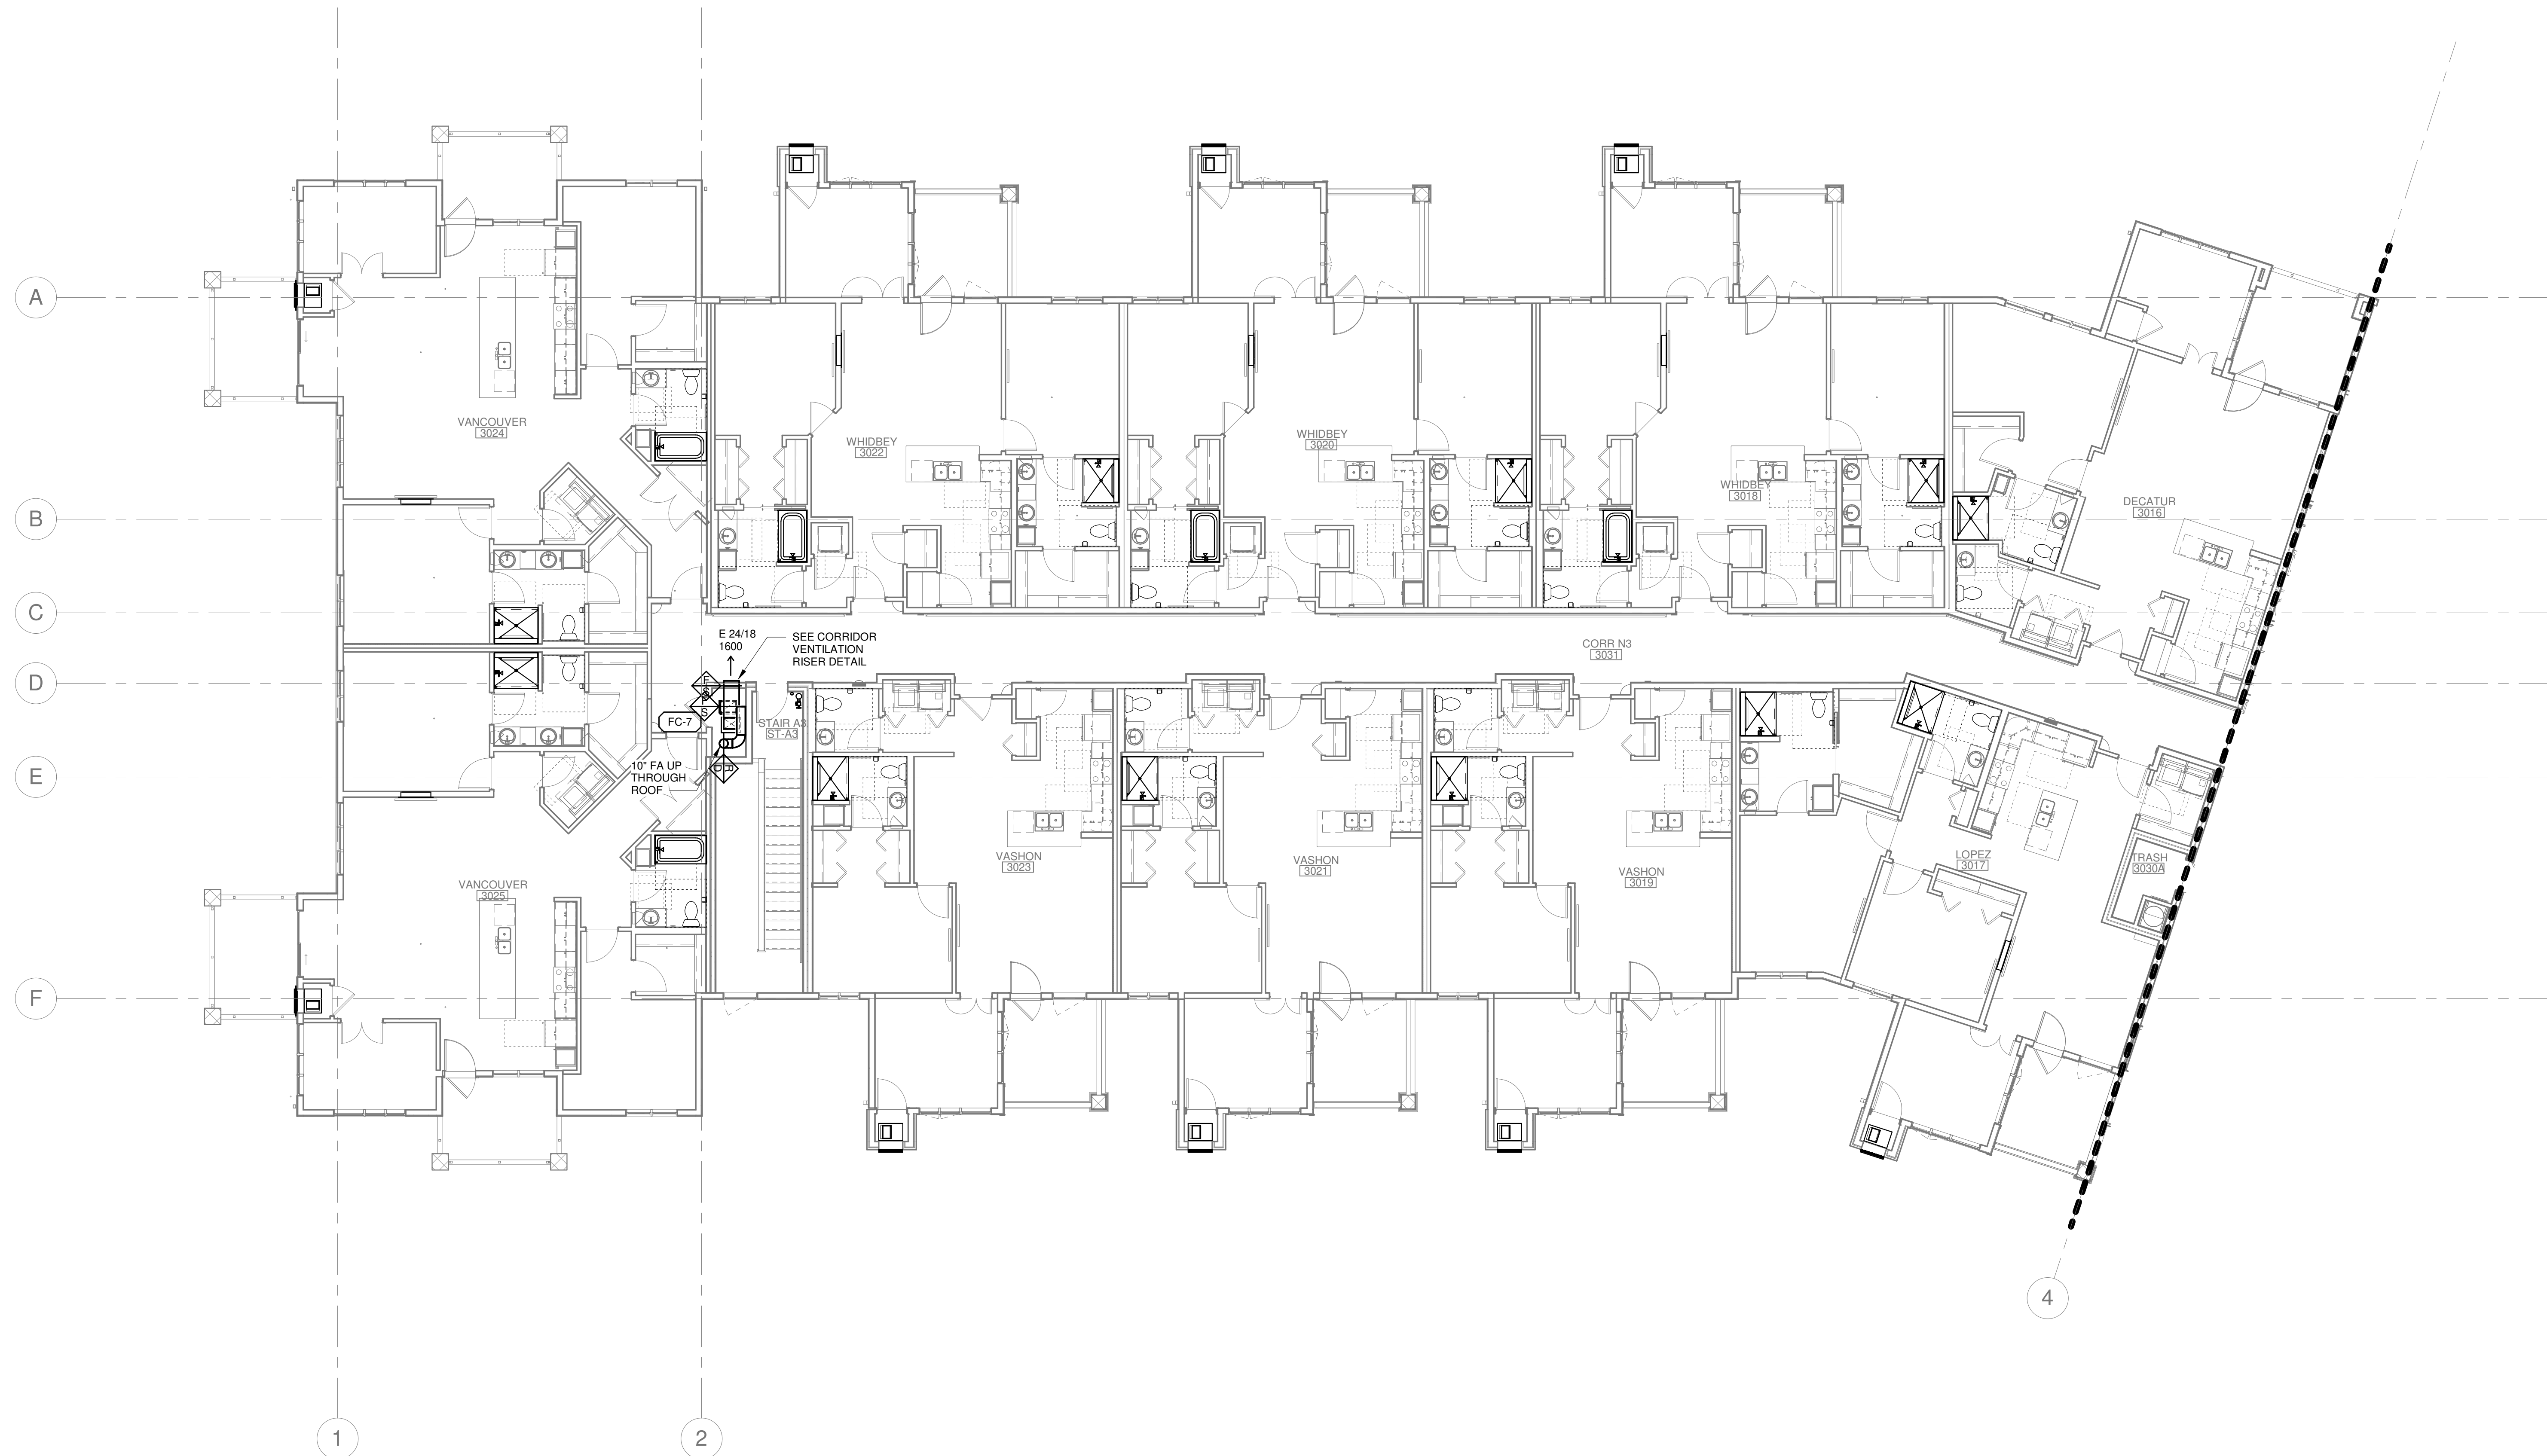 A
VANCOUVER
3024
WHIDBEY
3022
WHIDBEY
3020
WHIDBEY
3018
DECATUR
3016
B
C
E 24/18
1600
SEE CORRIDOR
VENTILATION
RISER DETAIL
CORR N3
3031
D
FC-7
STAIR A3
ST-A3
10" FA UP
THROUGH
ROOF
E
VANCOUVER
3025
VASHON
3023
VASHON
3021
VASHON
3019
LOPEZ
3017
TRASH
3030A
F
4
1
2